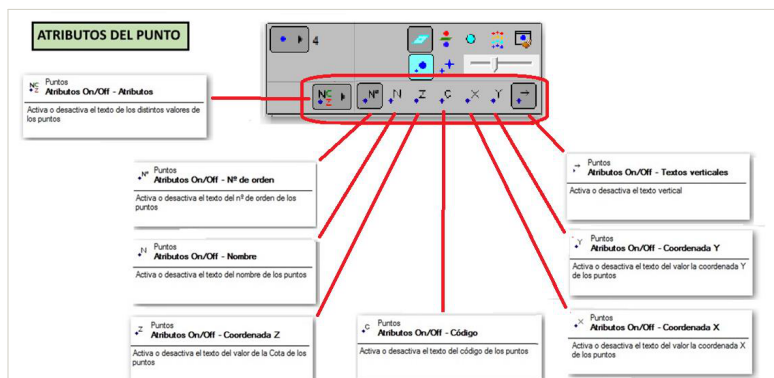 ATRIBUTOS DEL PUNTO
4
NCZ
Nº N Z C X Y
Puntos
Atributos On/Off - Atributos
Activa o desactiva el texto de los distintos valores de
los puntos
Nº Puntos
Atributos On/Off - Nº de orden
Activa o desactiva el texto del nº de orden de los
puntos
Puntos
Atributos On/Off - Textos verticales
Activa o desactiva el texto vertical
N Puntos
Atributos On/Off - Nombre
Activa o desactiva el texto del nombre de los puntos
Y Puntos
Atributos On/Off - Coordenada Y
Activa o desactiva el texto del valor la coordenada Y
de los puntos
Z Puntos
Atributos On/Off - Coordenada Z
Activa o desactiva el texto del valor de la Cota de los
puntos
C Puntos
Atributos On/Off - Código
Activa o desactiva el texto del código de los puntos
X Puntos
Atributos On/Off - Coordenada X
Activa o desactiva el texto del valor la coordenada X
de los puntos